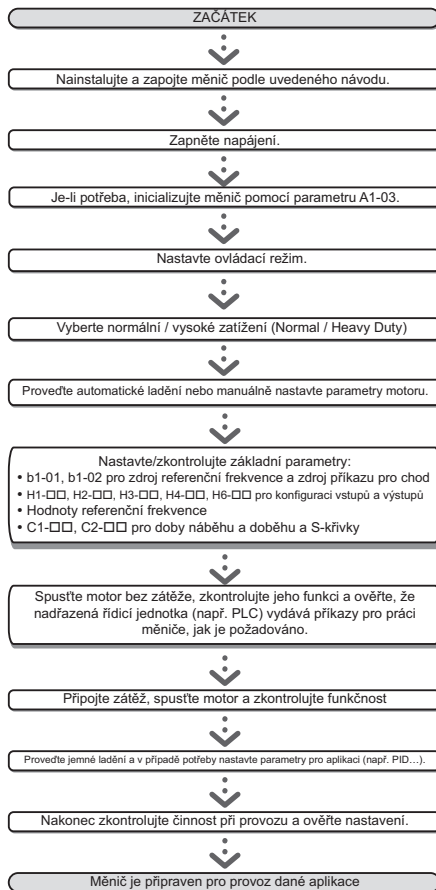 ZAČÁTEK
Nainstalujte a zapojte měnič podle uvedeného návodu.
Zapněte napájení.
Je-li potřeba, inicializujte měnič pomocí parametru A1-03.
Nastavte ovládací režim.
Vyberte normální / vysoké zatížení (Normal / Heavy Duty)
Proveďte automatické ladění nebo manuálně nastavte parametry motoru.
Nastavte/zkontrolujte základní parametry:
• b1-01, b1-02 pro zdroj referenční frekvence a zdroj příkazu pro chod
• H1-□□, H2-□□, H3-□□, H4-□□, H6-□□ pro konfiguraci vstupů a výstupů
• Hodnoty referenční frekvence
• C1-□□, C2-□□ pro doby náběhu a doběhu a S-křivky
Spusťte motor bez zátěže, zkontrolujte jeho funkci a ověřte, že
nadřazená řídicí jednotka (např. PLC) vydává příkazy pro práci
měniče, jak je požadováno.
Připojte zátěž, spusťte motor a zkontrolujte funkčnost
Proveďte jemné ladění a v případě potřeby nastavte parametry pro aplikaci (např. PID…).
Nakonec zkontrolujte činnost při provozu a ověřte nastavení.
Měnič je připraven pro provoz dané aplikace